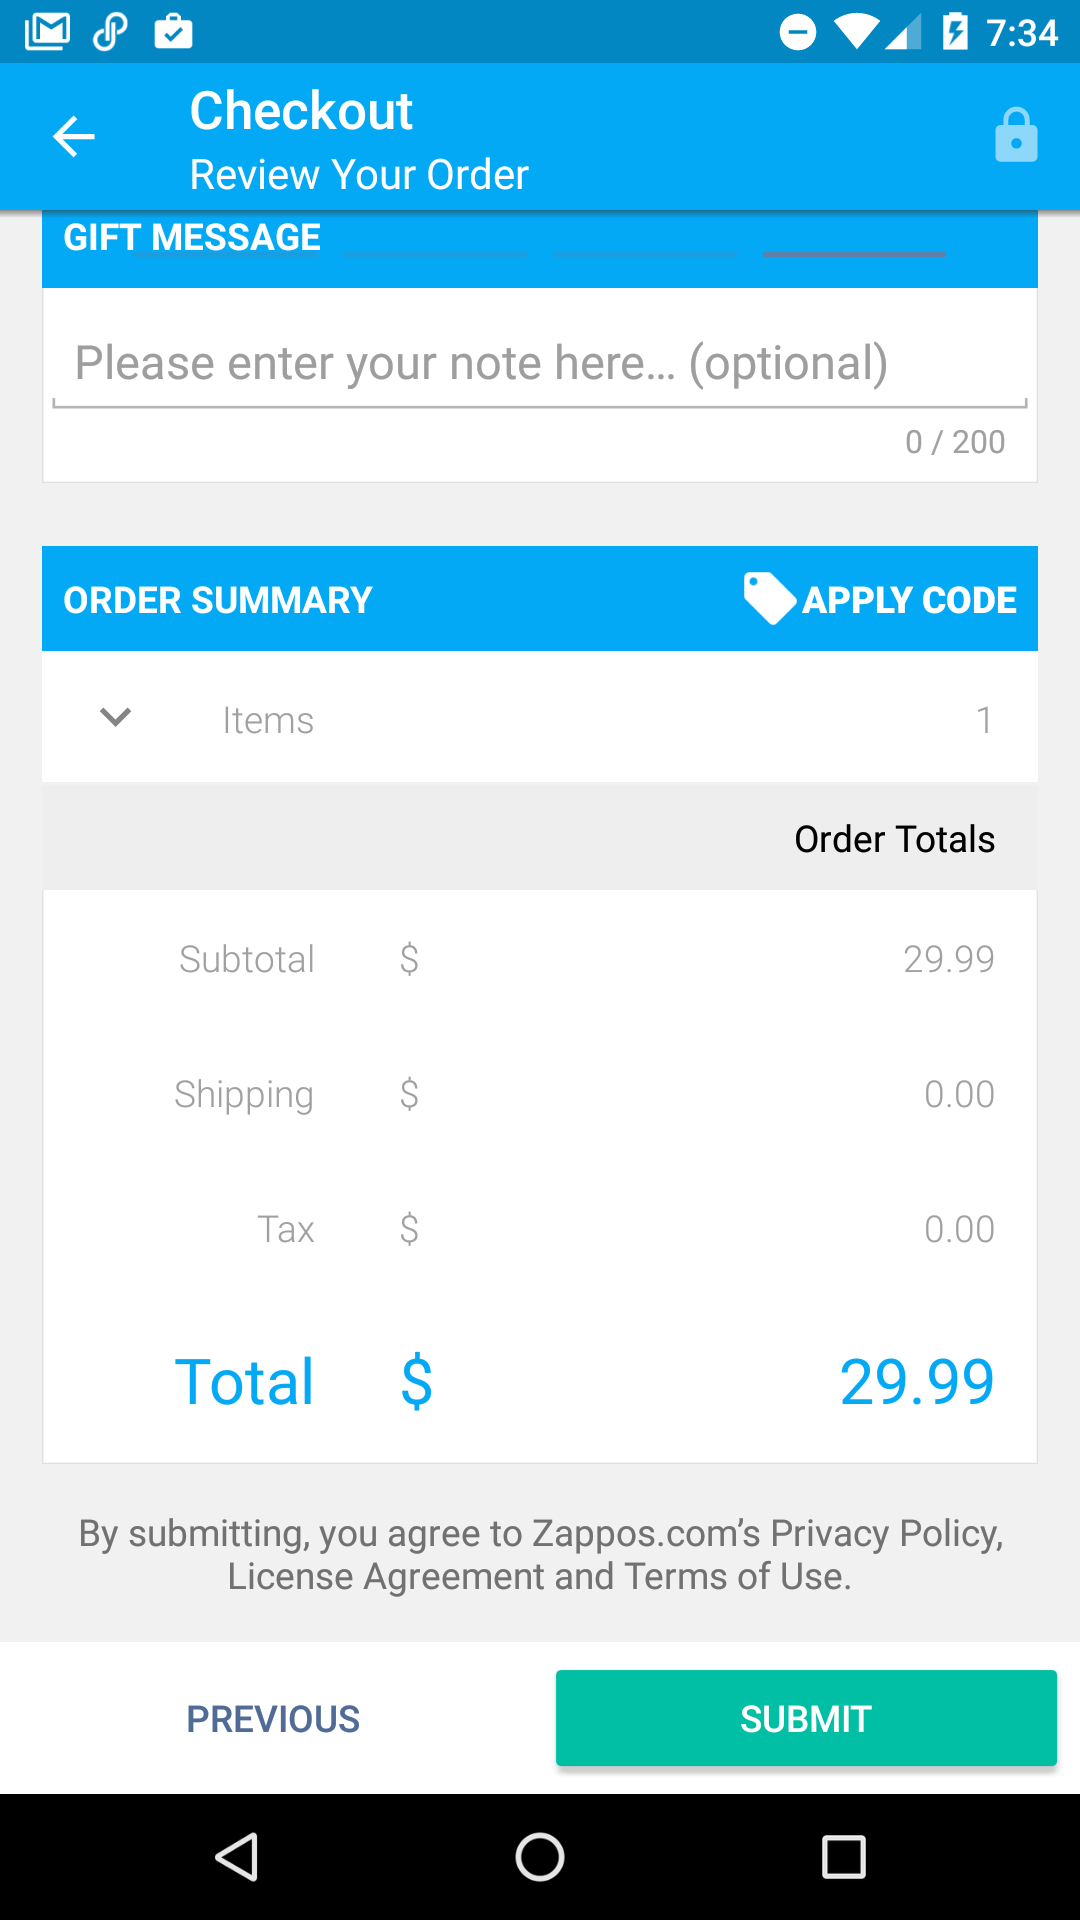 7:34
Checkout
Review Your Order
GIFT MESSAGE
Please enter your note here... (optional)
0 / 200
ORDER SUMMARY APPLY CODE
Items 1
Order Totals
Subtotal $ 29.99
Shipping $ 0.00
Tax $ 0.00
Total $ 29.99
By submitting, you agree to Zappos.com’s Privacy Policy,
License Agreement and Terms of Use.
PREVIOUS SUBMIT